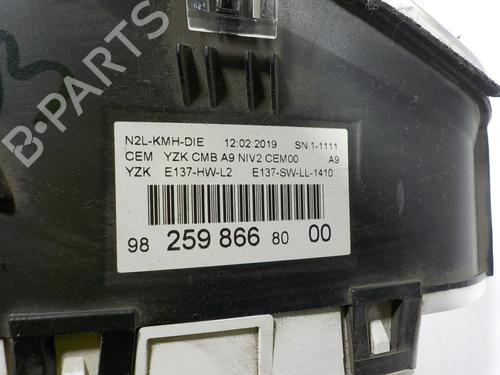 N2L-KMH-DIE 12.02.2019 SN 1-1111
CEM YZK CMB A9 NIV2 CEM00 A9
YZK E137-HW-L2 E137-SW-LL-1410
98 259 866 80 00